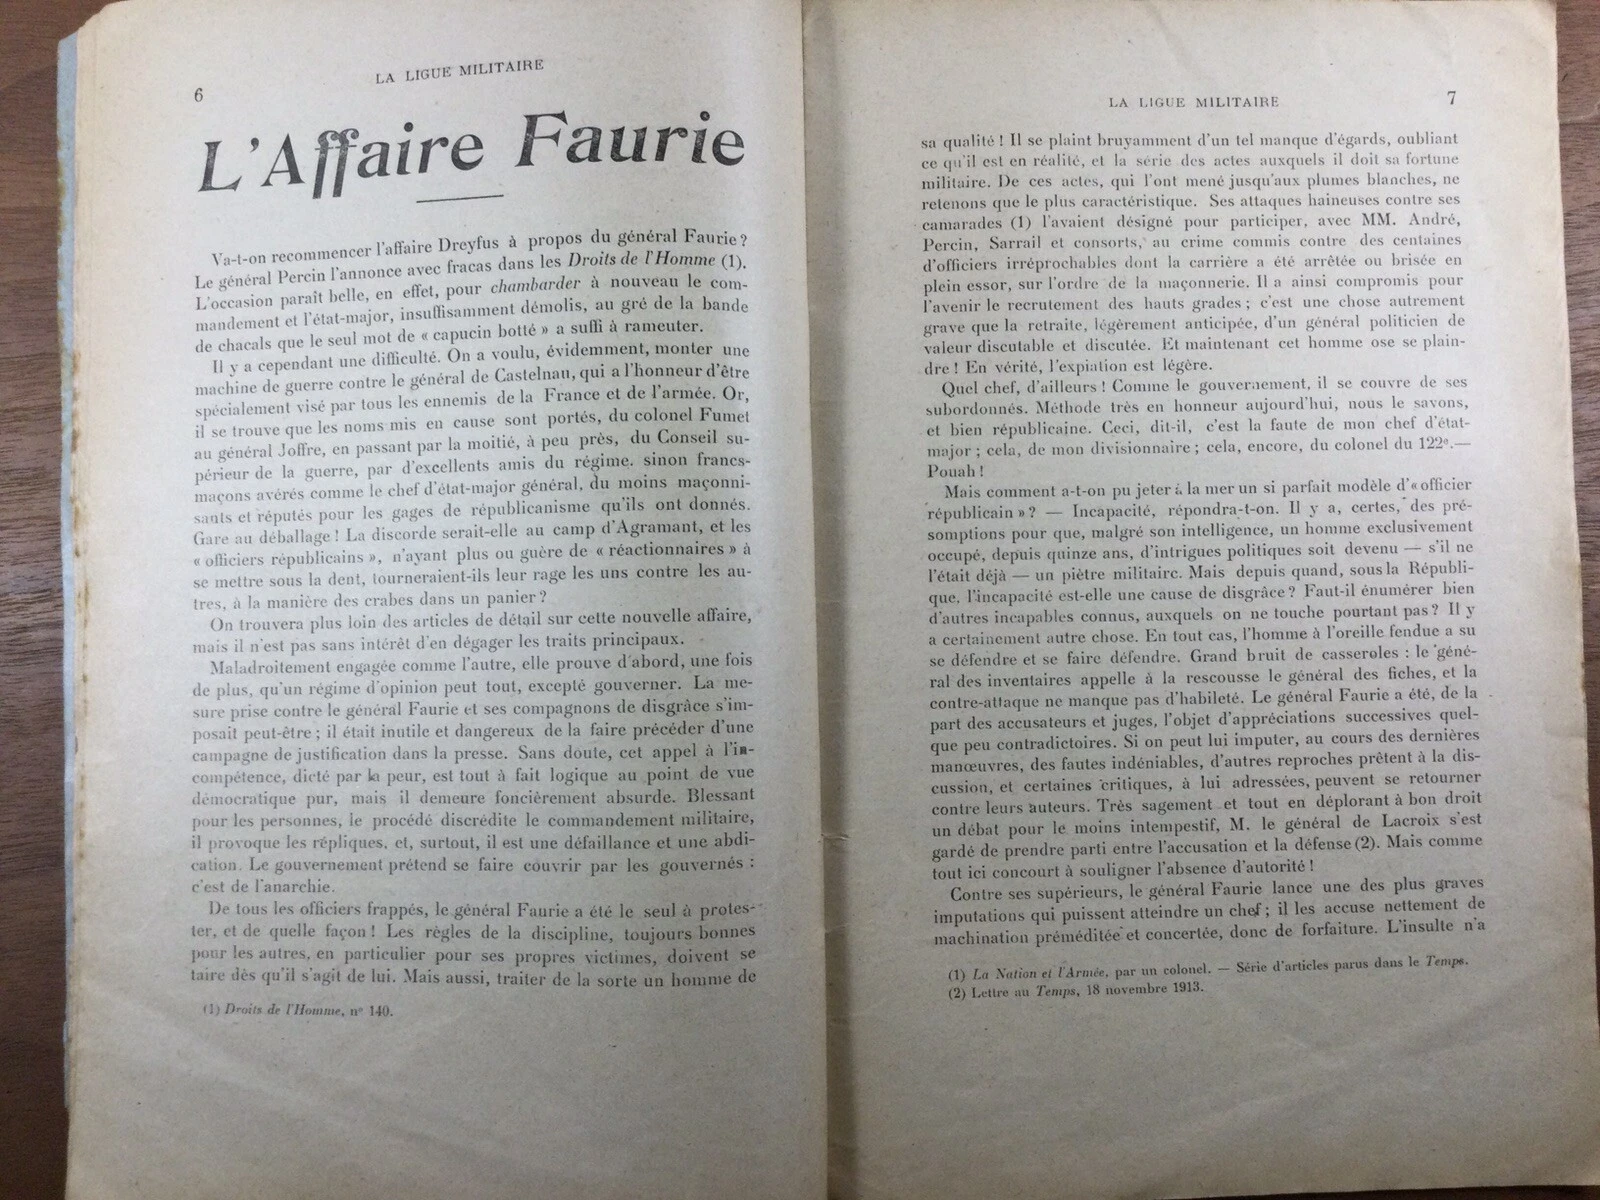 LA LIGUE MILITAIRE
6
L'Affaire Faurie
Va-t-on recommencer l'affaire Dreyfus à propos du général Faurie?
Le général Percin l'annonce avec fracas dans les Droits de l'Homme (1).
L'occasion paraît belle, en effet, pour chambarder à nouveau le com-
mandement et l'état-major, insuffisamment démolis, au gré de la bande
de chacals que le seul mot de « capucin botté » a suffi à rameuter.
Il y a cependant une difficulté. On a voulu, évidemment, monter une
machine de guerre contre le général de Castelnau, qui a l'honneur d'être
spécialement visé par tous les ennemis de la France et de l'armée. Or,
il se trouve que les noms mis en cause sont portés, du colonel Fumet
au général Joffre, en passant par la moitié, à peu près, du Conseil su-
périeur de la guerre, par d'excellents amis du régime. sinon francs-
maçons avérés comme le chef d'état-major général, du moins maçonni-
sants et réputés pour les gages de républicanisme qu'ils ont donnés.
Gare au déballage! La discorde serait-elle au camp d'Agramant, et les
« officiers républicains », n'ayant plus ou guère de « réactionnaires » à
se mettre sous la dent, tourneraient-ils leur rage les uns contre les au-
tres, à la manière des crabes dans un panier?
On trouvera plus loin des articles de détail sur cette nouvelle affaire,
mais il n'est pas sans intérêt d'en dégager les traits principaux.
Maladroitement engagée comme l'autre, elle prouve d'abord, une fois
de plus, qu'un régime d'opinion peut tout, excepté gouverner. La me-
sure prise contre le général Faurie et ses compagnons de disgrâce s'im-
posait peut-être; il était inutile et dangereux de la faire précéder d'une
campagne de justification dans la presse. Sans doute, cet appel à l'in-
compétence, dicté par la peur, est tout à fait logique au point de vue
démocratique pur, mais il demeure foncièrement absurde. Blessant
pour les personnes, le procédé discrédite le commandement militaire,
il provoque les répliques, et, surtout, il est une défaillance et une abdi-
cation. Le gouvernement prétend se faire couvrir par les gouvernés :
c'est de l'anarchie.
De tous les officiers frappés, le général Faurie a été le seul à protes-
ter, et de quelle façon! Les règles de la discipline, toujours bonnes
pour les autres, en particulier pour ses propres victimes, doivent se
taire dès qu'il s'agit de lui. Mais aussi, traiter de la sorte un homme de
(1) Droits de l'Homme, n° 140.
LA LIGUE MILITAIRE
7
sa qualité! Il se plaint bruyamment d'un tel manque d'égards, oubliant
ce qu'il est en réalité, et la série des actes auxquels il doit sa fortune
militaire. De ces actes, qui l'ont mené jusqu'aux plumes blanches, ne
retenons que le plus caractéristique. Ses attaques haineuses contre ses
camarades (1) l'avaient désigné pour participer, avec MM. André,
Percin, Sarrail et consorts, au crime commis contre des centaines
d'officiers irréprochables dont la carrière a été arrêtée ou brisée en
plein essor, sur l'ordre de la maçonnerie. Il a ainsi compromis pour
l'avenir le recrutement des hauts grades; c'est une chose autrement
grave que la retraite, légèrement anticipée, d'un général politicien de
valeur discutable et discutée. Et maintenant cet homme ose se plain-
dre! En vérité, l'expiation est légère.
Quel chef, d'ailleurs! Comme le gouvernement, il se couvre de ses
subordonnés. Méthode très en honneur aujourd'hui, nous le savons,
et bien républicaine. Ceci, dit-il, c'est la faute de mon chef d'état-
major; cela, de mon divisionnaire; cela, encore, du colonel du 122e.—
Pouah!
Mais comment a-t-on pu jeter à la mer un si parfait modèle d'« officier
républicain »? — Incapacité, répondra-t-on. Il y a, certes, des pré-
somptions pour que, malgré son intelligence, un homme exclusivement
occupé, depuis quinze ans, d'intrigues politiques soit devenu — s'il ne
l'était déjà — un piètre militaire. Mais depuis quand, sous la Républi-
que, l'incapacité est-elle une cause de disgrâce? Faut-il énumérer bien
d'autres incapables connus, auxquels on ne touche pourtant pas? Il y
a certainement autre chose. En tout cas, l'homme à l'oreille fendue a su
se défendre et se faire défendre. Grand bruit de casseroles : le géné-
ral des inventaires appelle à la rescousse le général des fiches, et la
contre-attaque ne manque pas d'habileté. Le général Faurie a été, de la
part des accusateurs et juges, l'objet d'appréciations successives quel-
que peu contradictoires. Si on peut lui imputer, au cours des dernières
manœuvres, des fautes indéniables, d'autres reproches prêtent à la dis-
cussion, et certaines critiques, à lui adressées, peuvent se retourner
contre leurs auteurs. Très sagement et tout en déplorant à bon droit
un débat pour le moins intempestif, M. le général de Lacroix s'est
gardé de prendre parti entre l'accusation et la défense (2). Mais comme
tout ici concourt à souligner l'absence d'autorité!
Contre ses supérieurs, le général Faurie lance une des plus graves
imputations qui puissent atteindre un chef; il les accuse nettement de
machination préméditée et concertée, donc de forfaiture. L'insulte n'a
(1) La Nation et l'Armée, par un colonel. — Série d'articles parus dans le Temps.
(2) Lettre au Temps, 18 novembre 1913.